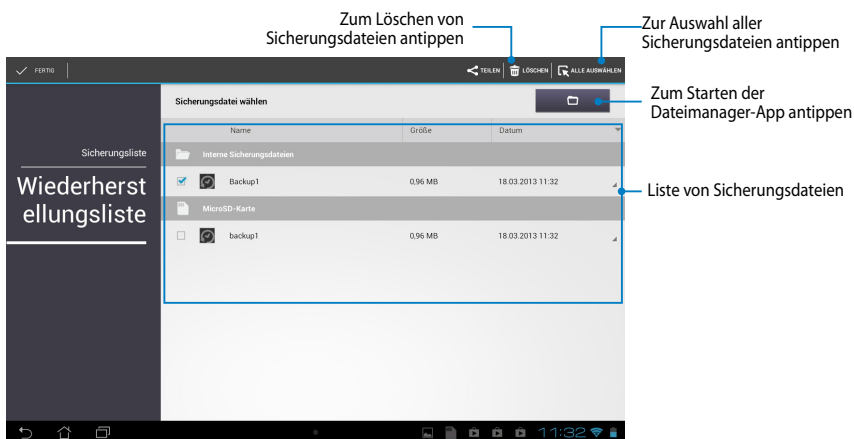 Zum Löschen von
Sicherungsdateien antippen
Zur Auswahl aller
Sicherungsdateien antippen
FERTIG
TEILEN
LÖSCHEN
ALLE AUSWÄHLEN
Zum Starten der
Dateimanager-App antippen
Sicherungsdatei wählen
Name Größe Datum
Sicherungsliste
Wiederherst
ellungsliste
Interne Sicherungsdateien
Backup1 0,96 MB 18.03.2013 11:32
Liste von Sicherungsdateien
MicroSD-Karte
backup1 0,96 MB 18.03.2013 11:32
11:32